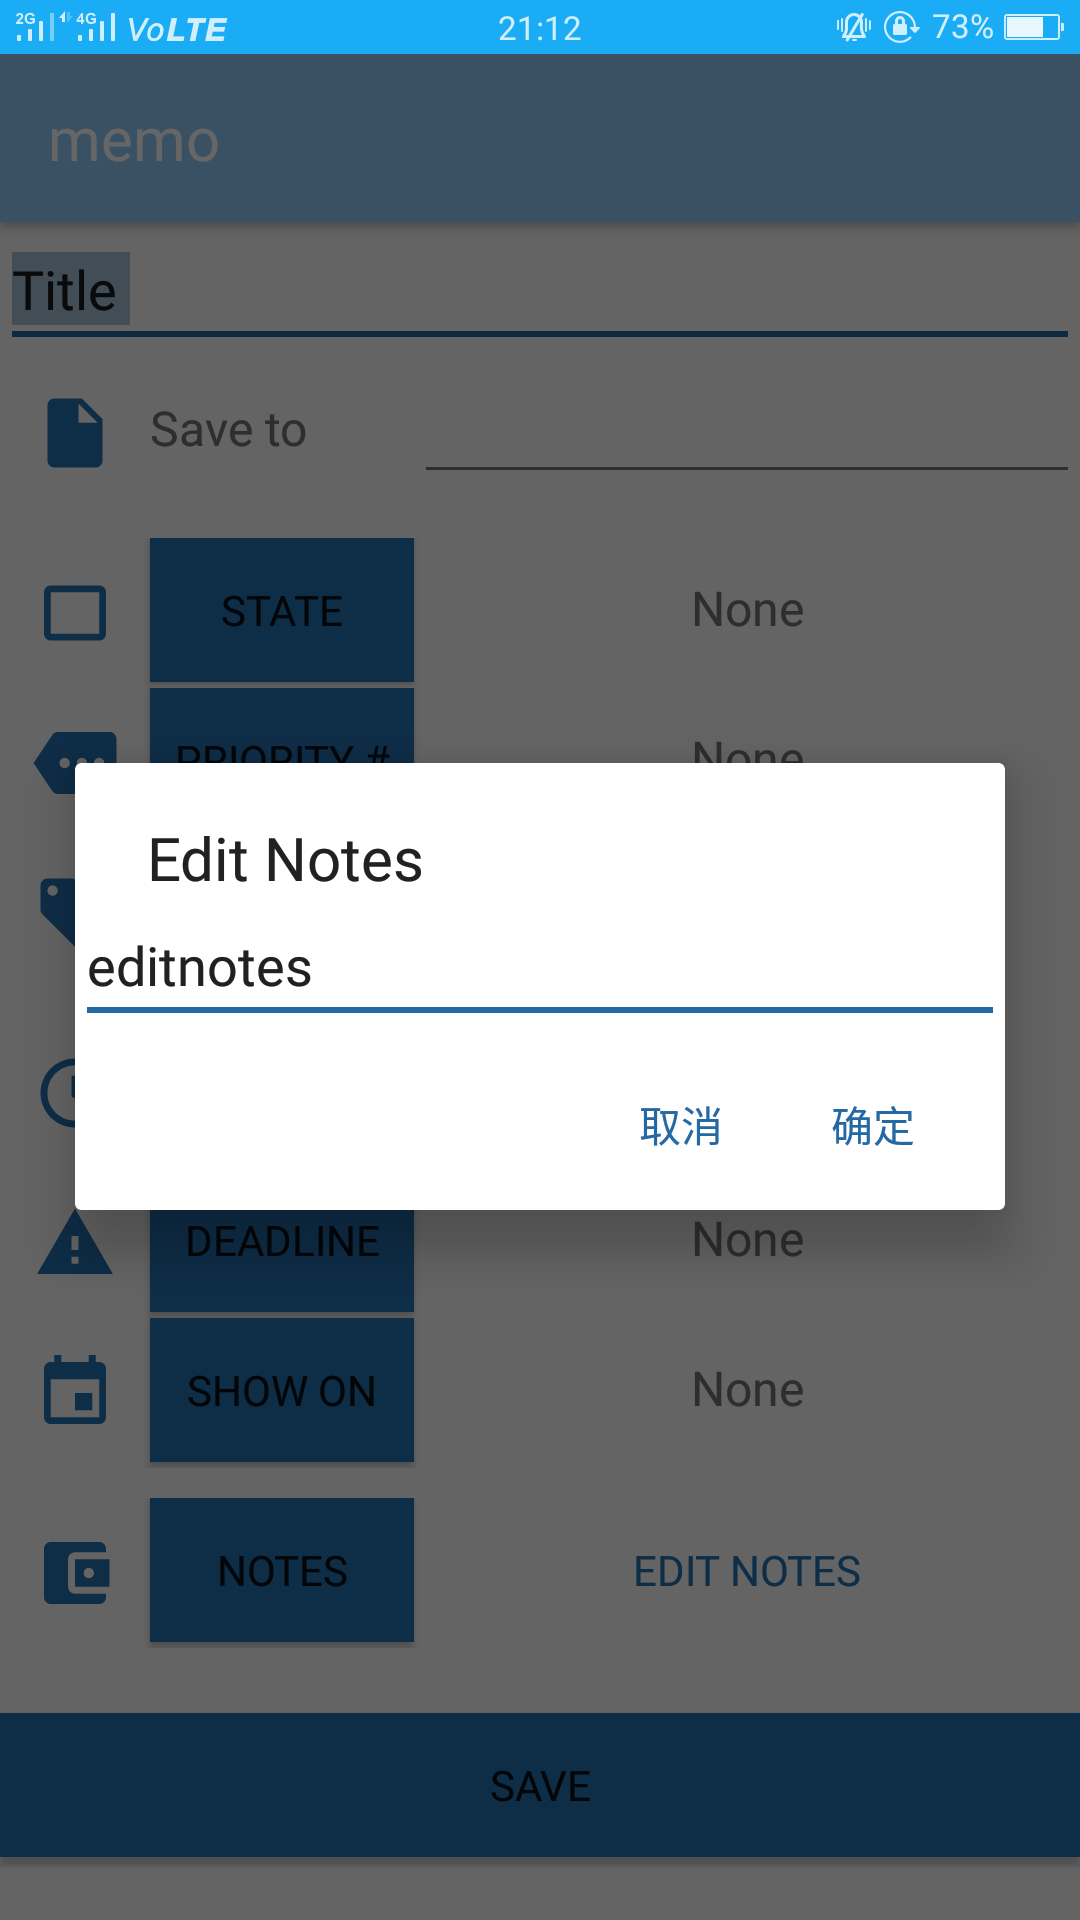 2G 4G VoLTE 21:12 73%
memo
Title
Save to
STATE None
PRIORITY # None
Edit Notes
editnotes
取消 确定
DEADLINE None
SHOW ON None
NOTES EDIT NOTES
SAVE